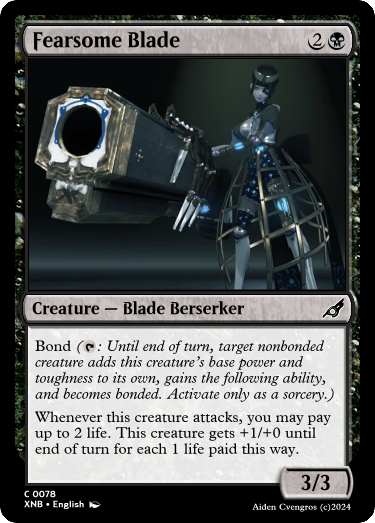 Fearsome Blade 2
Creature — Blade Berserker
Bond (: Until end of turn, target nonbonded
creature adds this creature's base power and
toughness to its own, gains the following ability,
and becomes bonded. Activate only as a sorcery.)
Whenever this creature attacks, you may pay
up to 2 life. This creature gets +1/+0 until
end of turn for each 1 life paid this way.
3/3
C 0078
XNB • English
Aiden Cvengros (c)2024